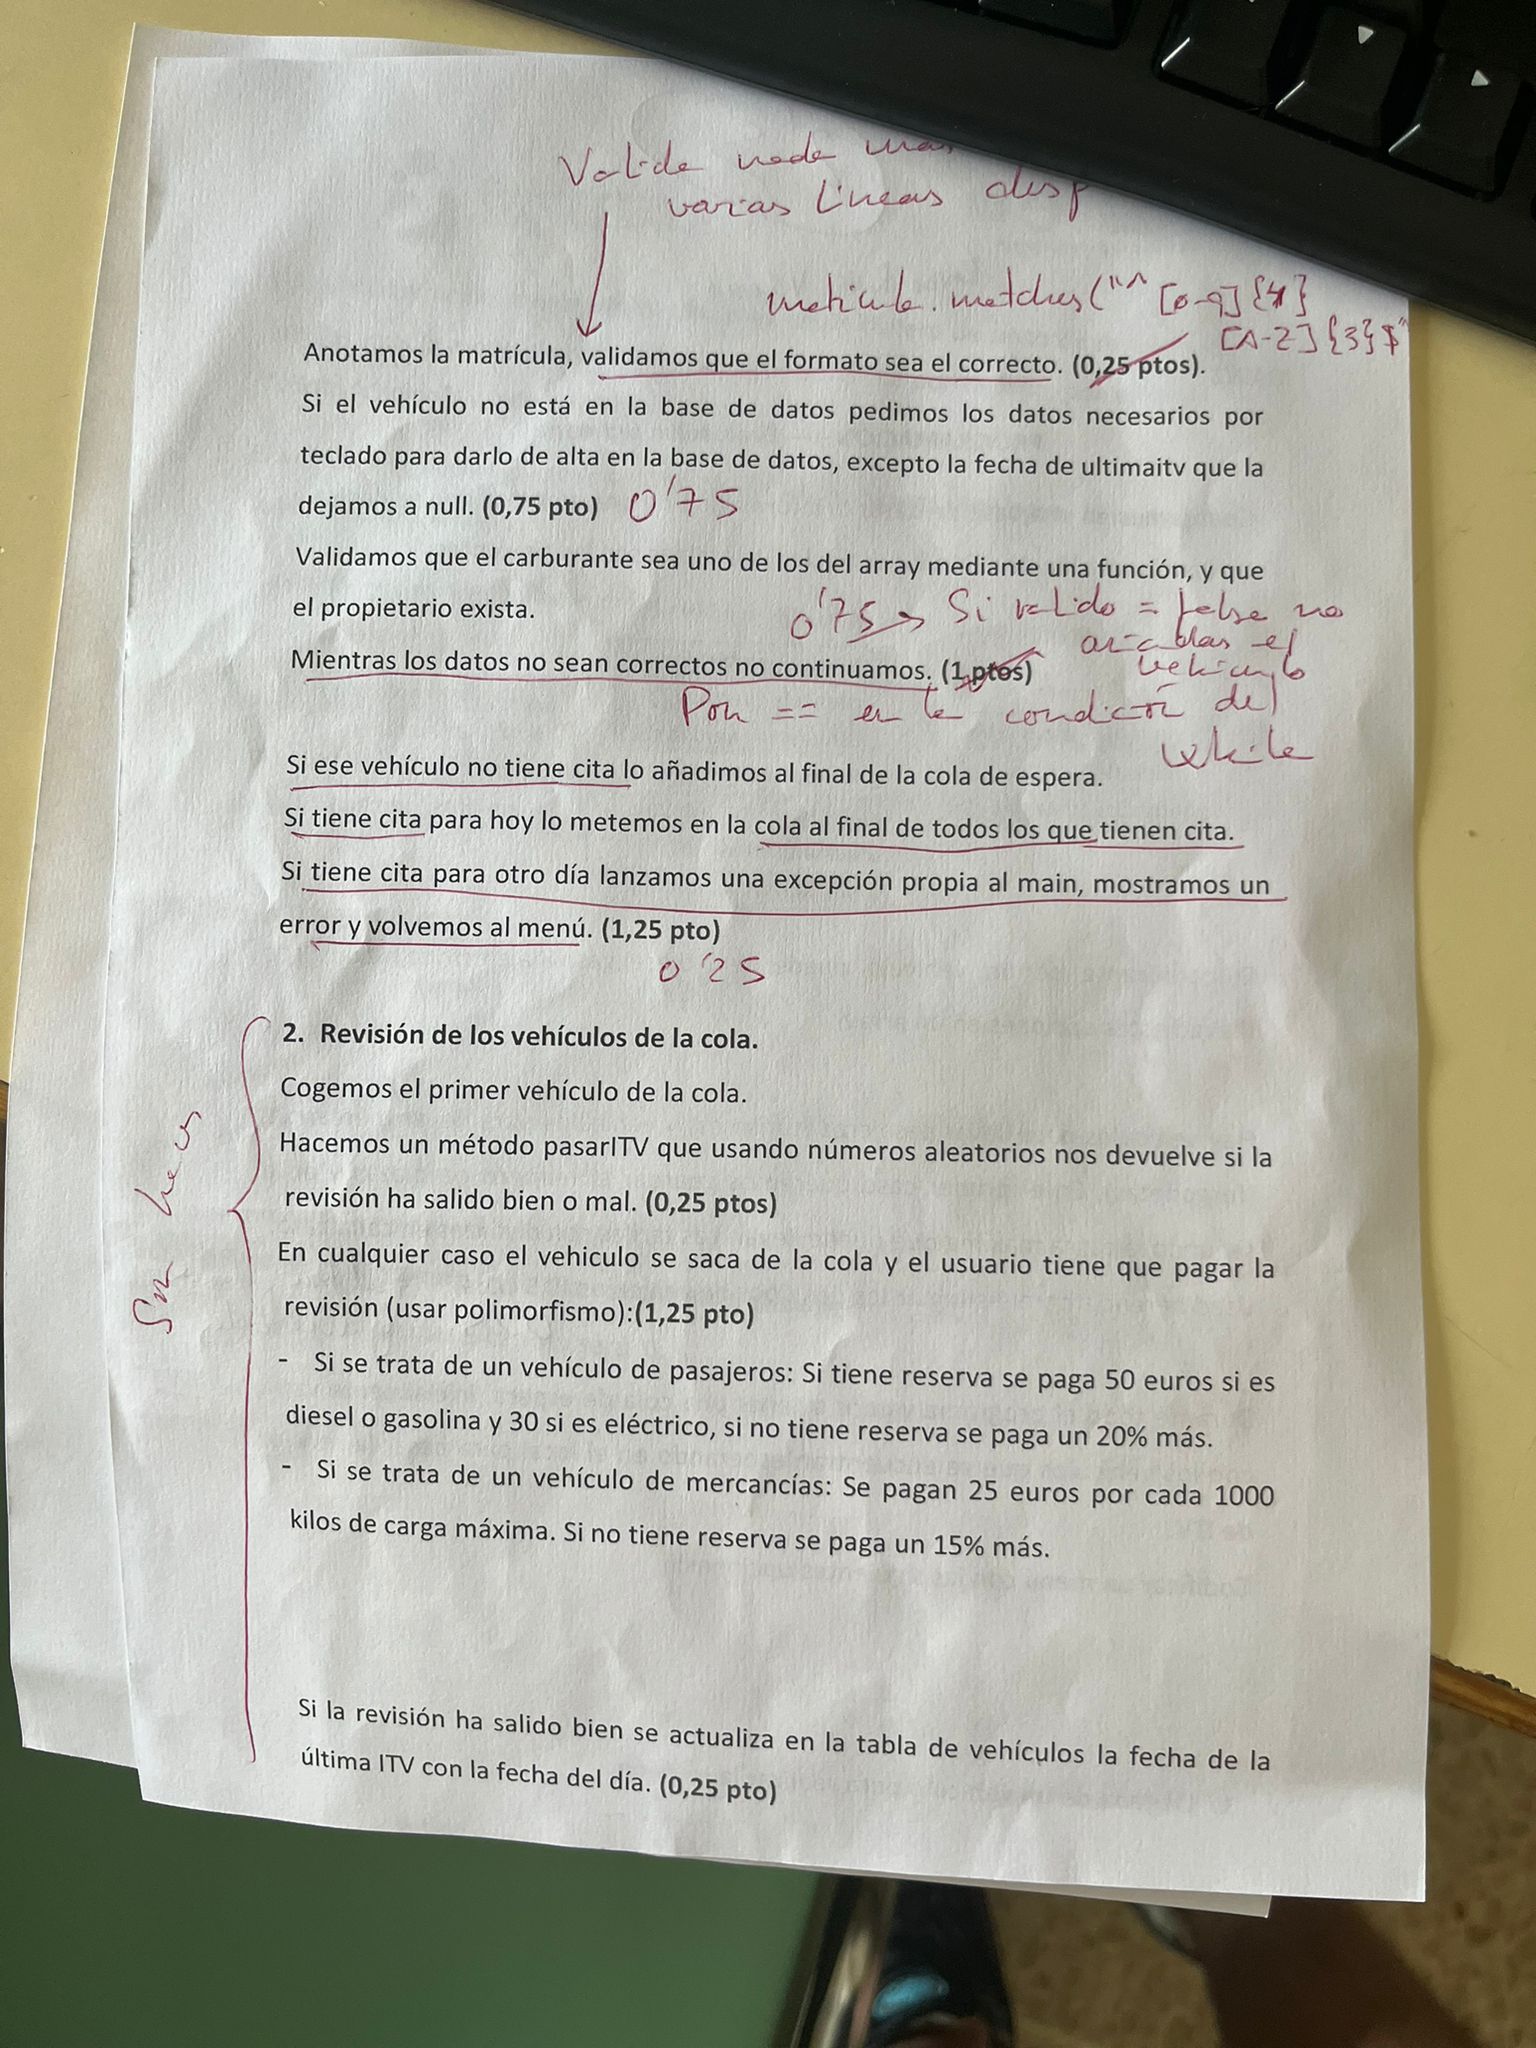 Valida nada más
varias líneas desp
matricula.matches("^[0-9]{4}
[A-Z]{3}$"
Anotamos la matrícula, validamos que el formato sea el correcto. (0,25 ptos).
Si el vehículo no está en la base de datos pedimos los datos necesarios por
teclado para darlo de alta en la base de datos, excepto la fecha de ultimaitv que la
dejamos a null. (0,75 pto) 0'75
Validamos que el carburante sea uno de los del array mediante una función, y que
el propietario exista.
0'75 → Si valido = false no
añadas el
vehiculo
Mientras los datos no sean correctos no continuamos. (1 ptos)
Pon == en la condición del
while
Si ese vehículo no tiene cita lo añadimos al final de la cola de espera.
Si tiene cita para hoy lo metemos en la cola al final de todos los que tienen cita.
Si tiene cita para otro día lanzamos una excepción propia al main, mostramos un
error y volvemos al menú. (1,25 pto)
0'25
Sin hacer
2. Revisión de los vehículos de la cola.
Cogemos el primer vehículo de la cola.
Hacemos un método pasarITV que usando números aleatorios nos devuelve si la
revisión ha salido bien o mal. (0,25 ptos)
En cualquier caso el vehiculo se saca de la cola y el usuario tiene que pagar la
revisión (usar polimorfismo):(1,25 pto)
- Si se trata de un vehículo de pasajeros: Si tiene reserva se paga 50 euros si es
diesel o gasolina y 30 si es eléctrico, si no tiene reserva se paga un 20% más.
- Si se trata de un vehículo de mercancías: Se pagan 25 euros por cada 1000
kilos de carga máxima. Si no tiene reserva se paga un 15% más.
Si la revisión ha salido bien se actualiza en la tabla de vehículos la fecha de la
última ITV con la fecha del día. (0,25 pto)